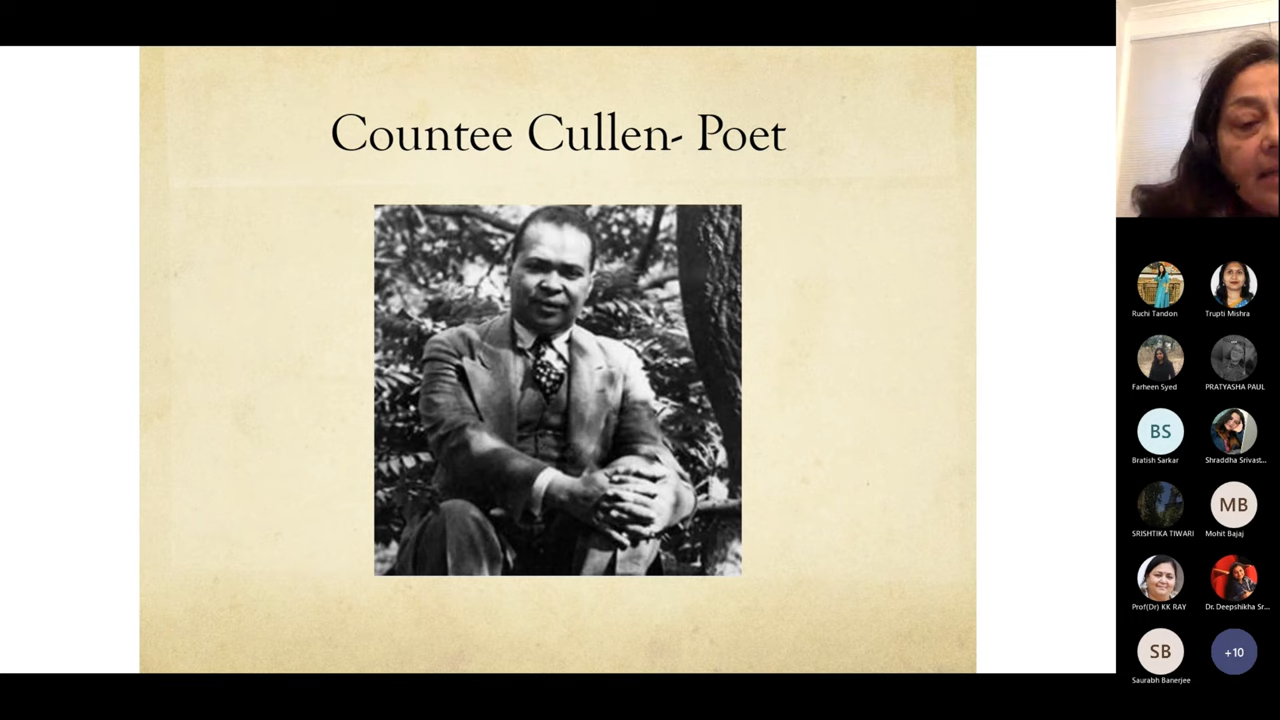 Countee Cullen- Poet
Ruchi Tandon
Trupti Mishra
Farheen Syed
PRATYASHA PAUL
BS
Bratish Sarkar
Shraddha Srivast...
SRISHTIKA TIWARI
MB
Mohit Bajaj
Prof(Dr) KK RAY
Dr. Deepshikha Sr...
SB
Saurabh Banerjee
+10